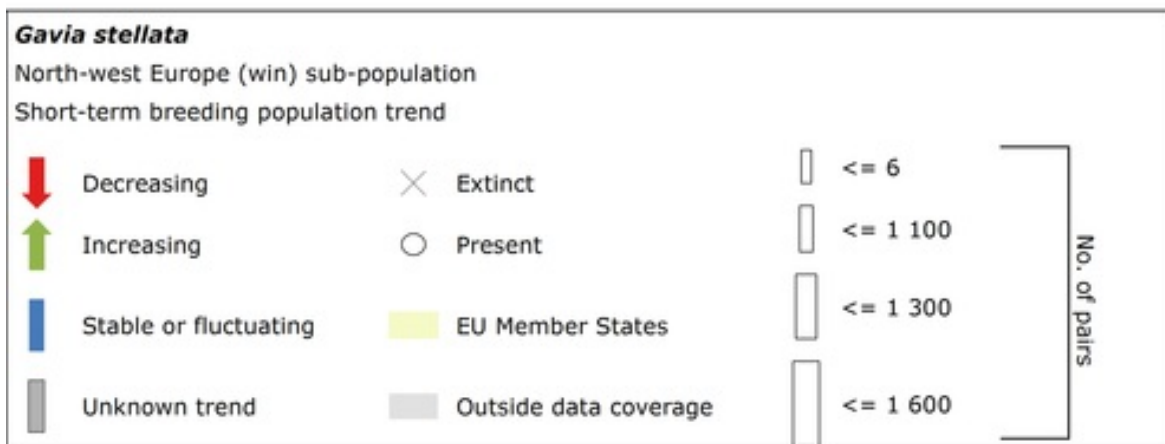 Gavia stellata
North-west Europe (win) sub-population
Short-term breeding population trend
Decreasing
Increasing
Stable or fluctuating
Unknown trend
Extinct
Present
EU Member States
Outside data coverage
<= 6
<= 1 100
<= 1 300
<= 1 600
No. of pairs